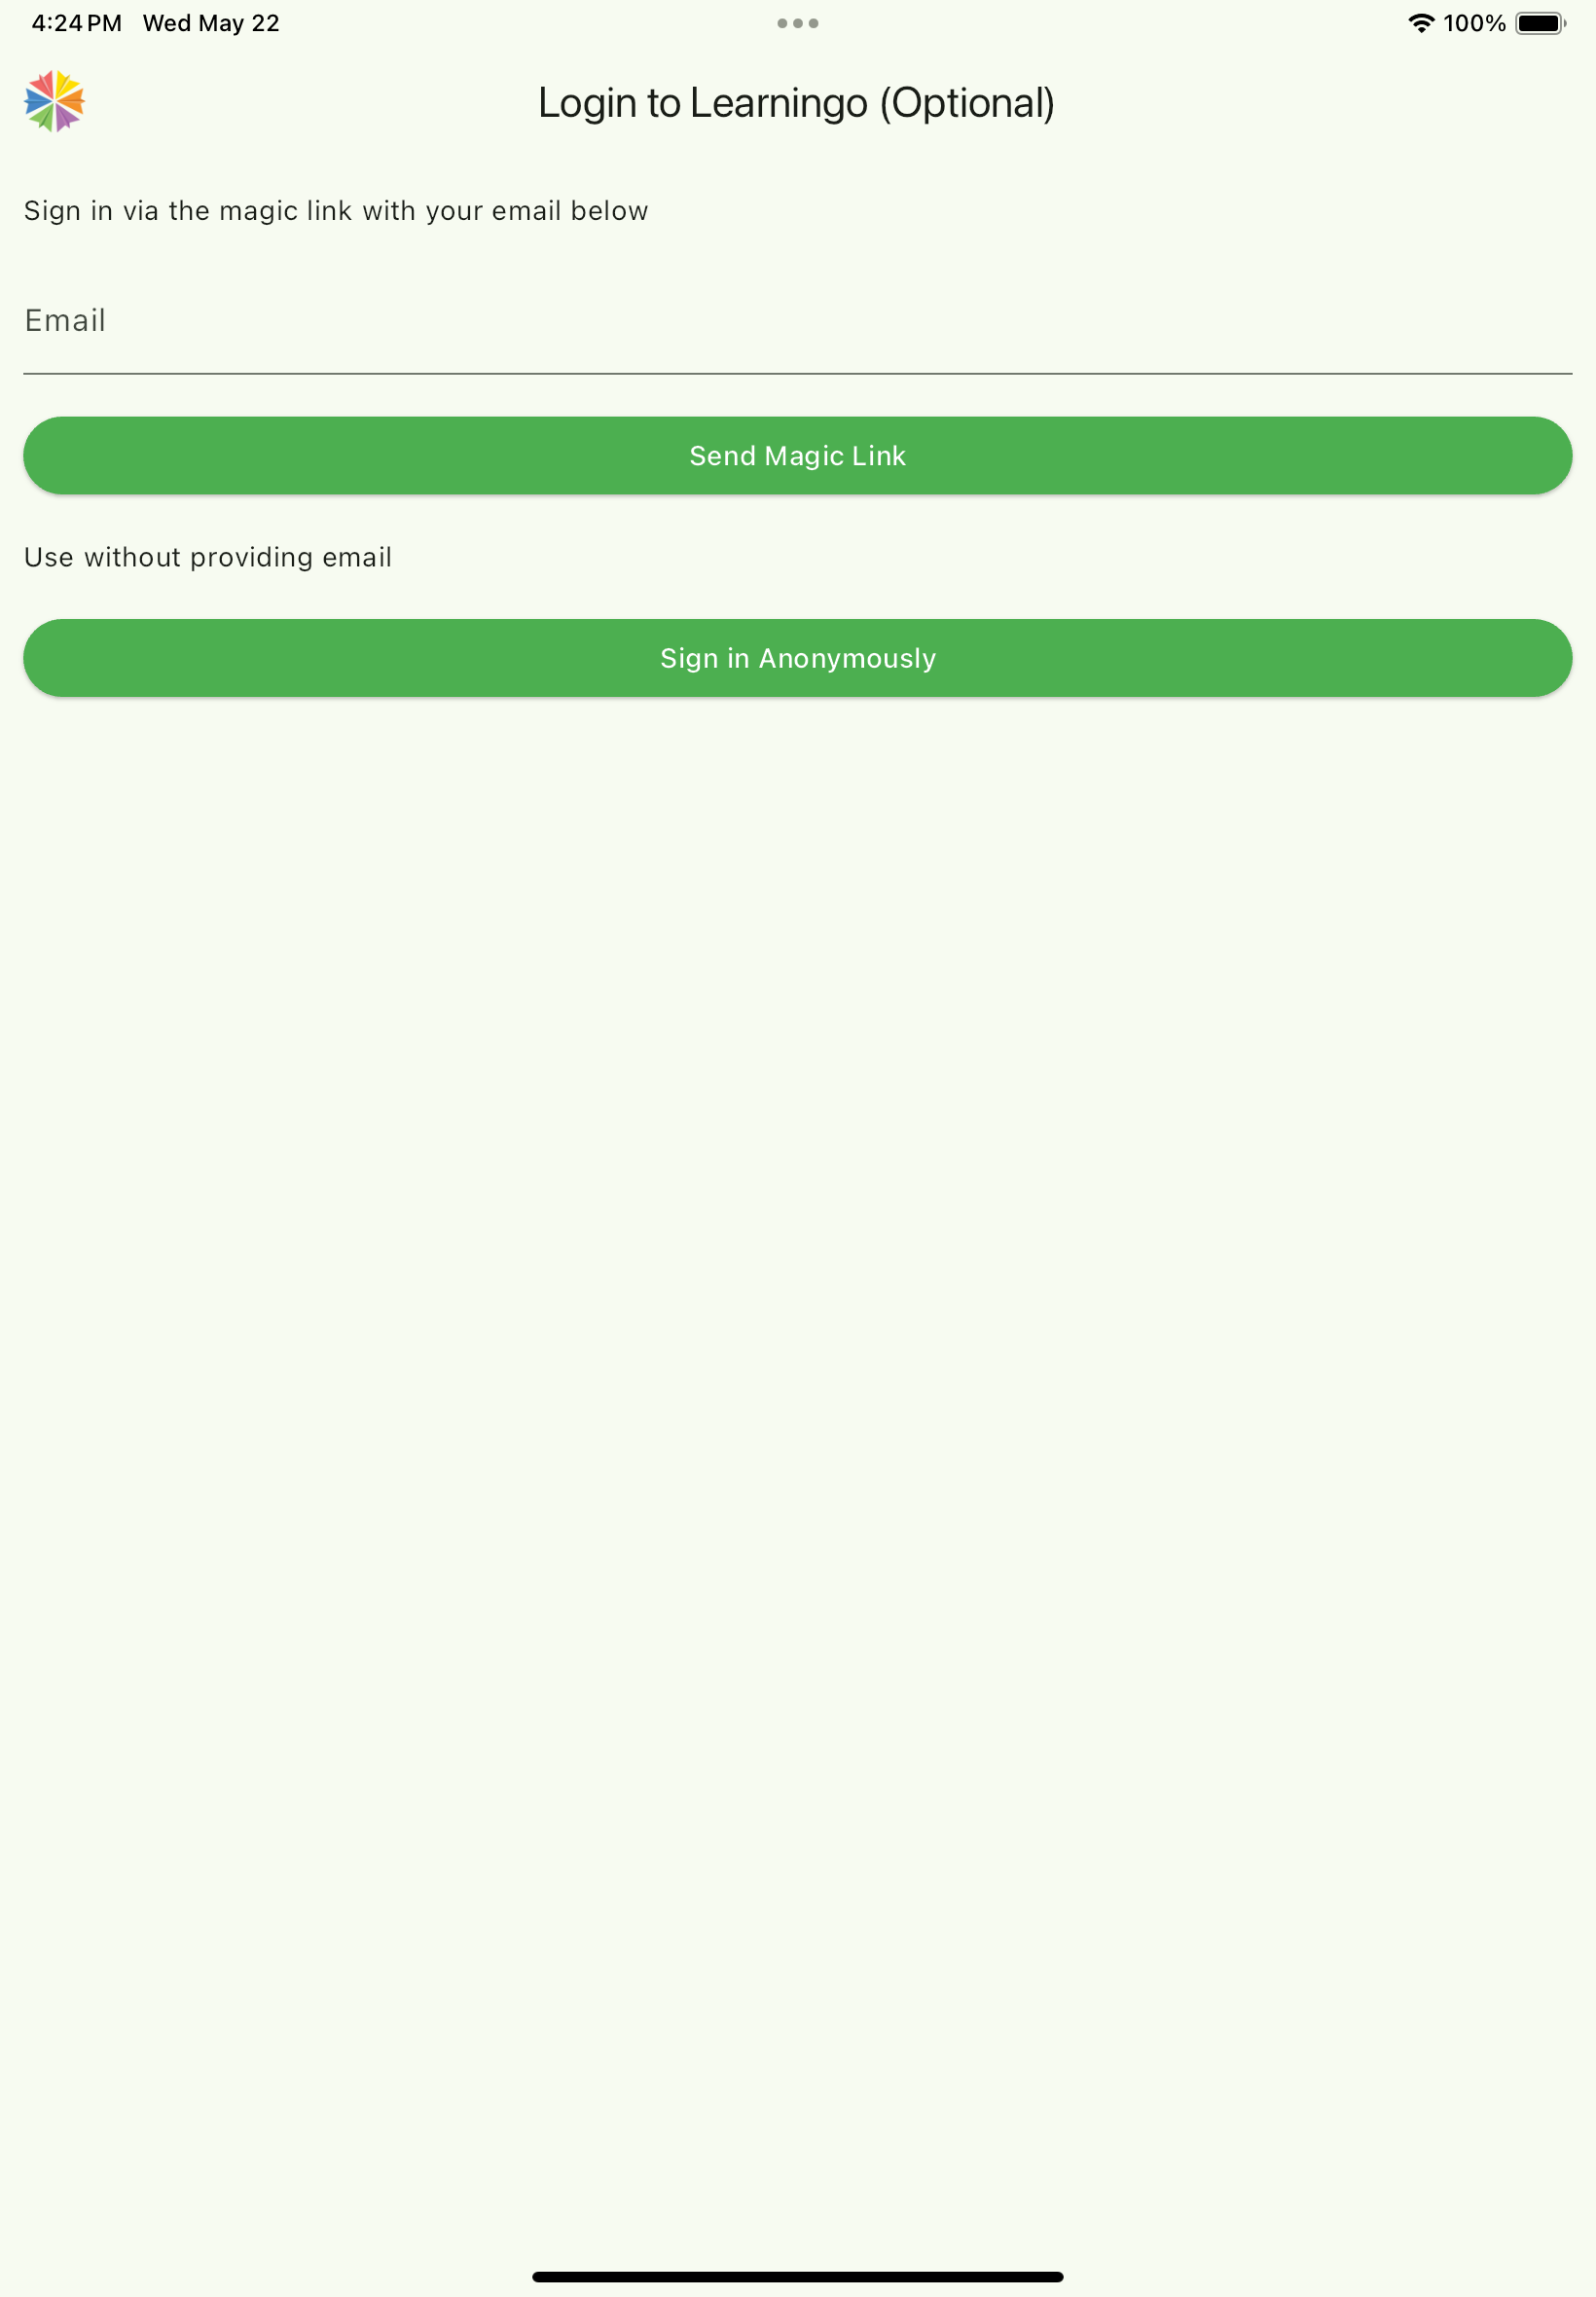 4:24 PM Wed May 22
100%
Login to Learningo (Optional)
Sign in via the magic link with your email below
Email
Send Magic Link
Use without providing email
Sign in Anonymously